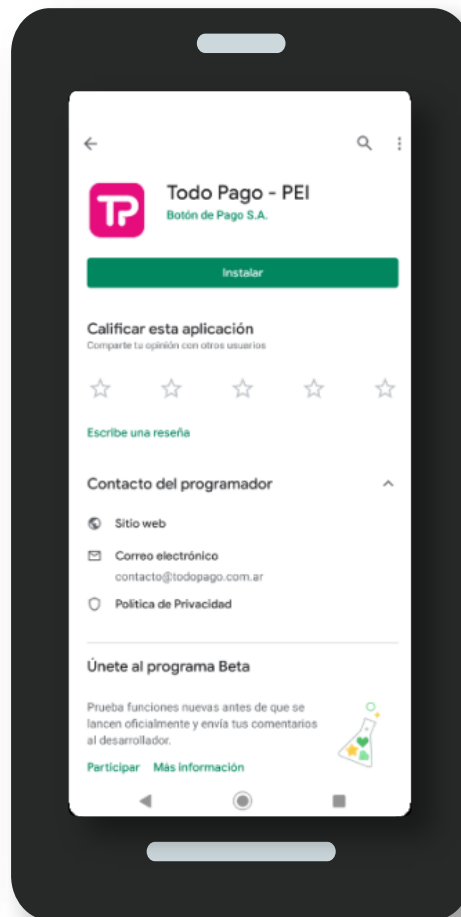 TP
Todo Pago - PEI
Botón de Pago S.A.
Instalar
Calificar esta aplicación
Comparte tu opinión con otros usuarios
Escribe una reseña
Contacto del programador
Sitio web
Correo electrónico
contacto@todopago.com.ar
Política de Privacidad
Únete al programa Beta
Prueba funciones nuevas antes de que se
lancen oficialmente y envía tus comentarios
al desarrollador.
Participar Más información